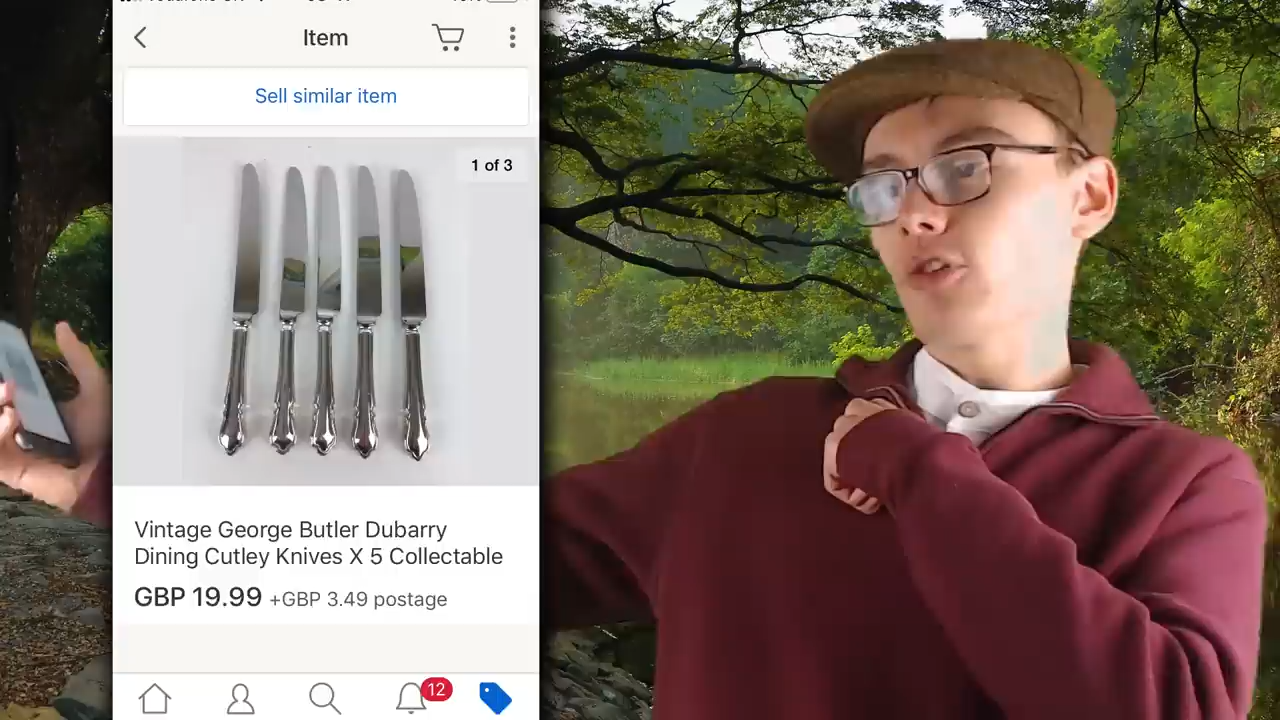 Item
Sell similar item
1 of 3
Vintage George Butler Dubarry
Dining Cutley Knives X 5 Collectable
GBP 19.99 +GBP 3.49 postage
12